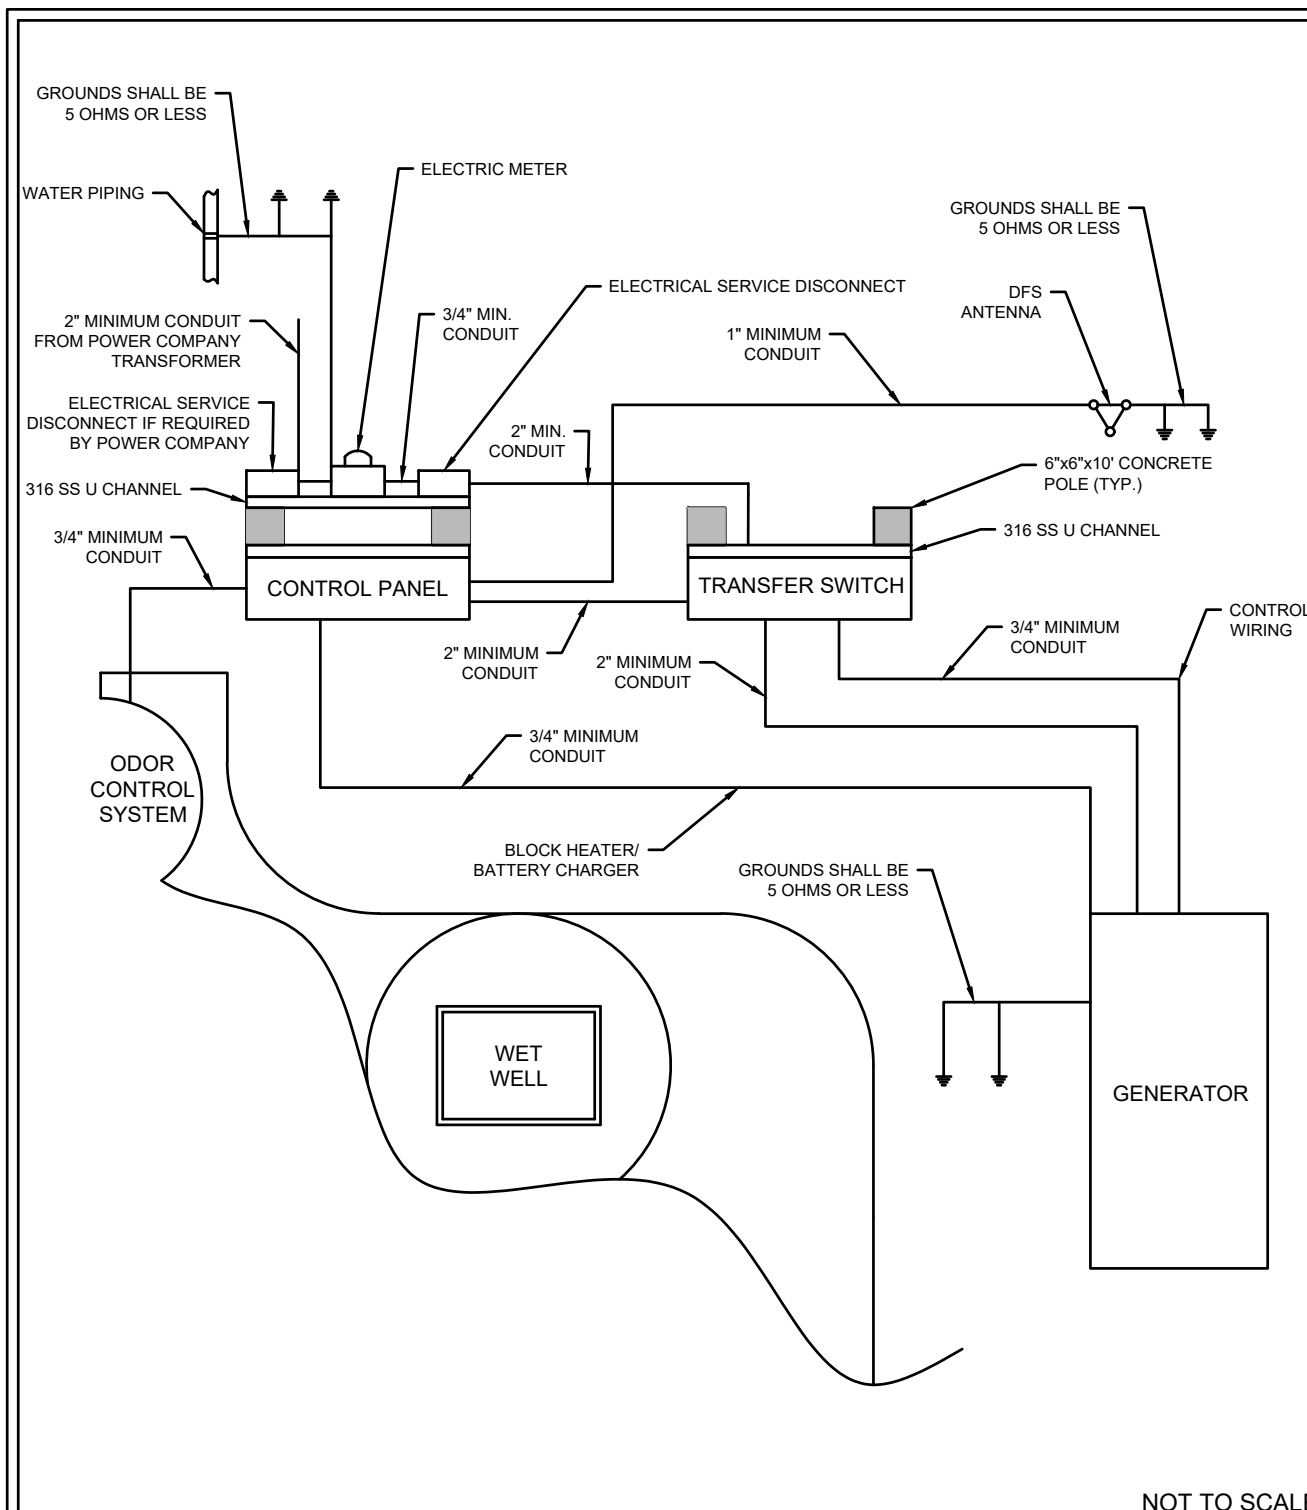 GROUNDS SHALL BE
5 OHMS OR LESS
ELECTRIC METER
WATER PIPING
GROUNDS SHALL BE
5 OHMS OR LESS
ELECTRICAL SERVICE DISCONNECT
DFS
ANTENNA
2" MINIMUM CONDUIT
FROM POWER COMPANY
TRANSFORMER
3/4" MIN.
CONDUIT
1" MINIMUM
CONDUIT
ELECTRICAL SERVICE
DISCONNECT IF REQUIRED
BY POWER COMPANY
2" MIN.
CONDUIT
6"x6"x10' CONCRETE
POLE (TYP.)
316 SS U CHANNEL
316 SS U CHANNEL
3/4" MINIMUM
CONDUIT
CONTROL PANEL
TRANSFER SWITCH
CONTROL
WIRING
3/4" MINIMUM
CONDUIT
2" MINIMUM
CONDUIT
2" MINIMUM
CONDUIT
3/4" MINIMUM
CONDUIT
ODOR
CONTROL
SYSTEM
BLOCK HEATER/
BATTERY CHARGER
GROUNDS SHALL BE
5 OHMS OR LESS
WET
WELL
GENERATOR
NOT TO SCALE